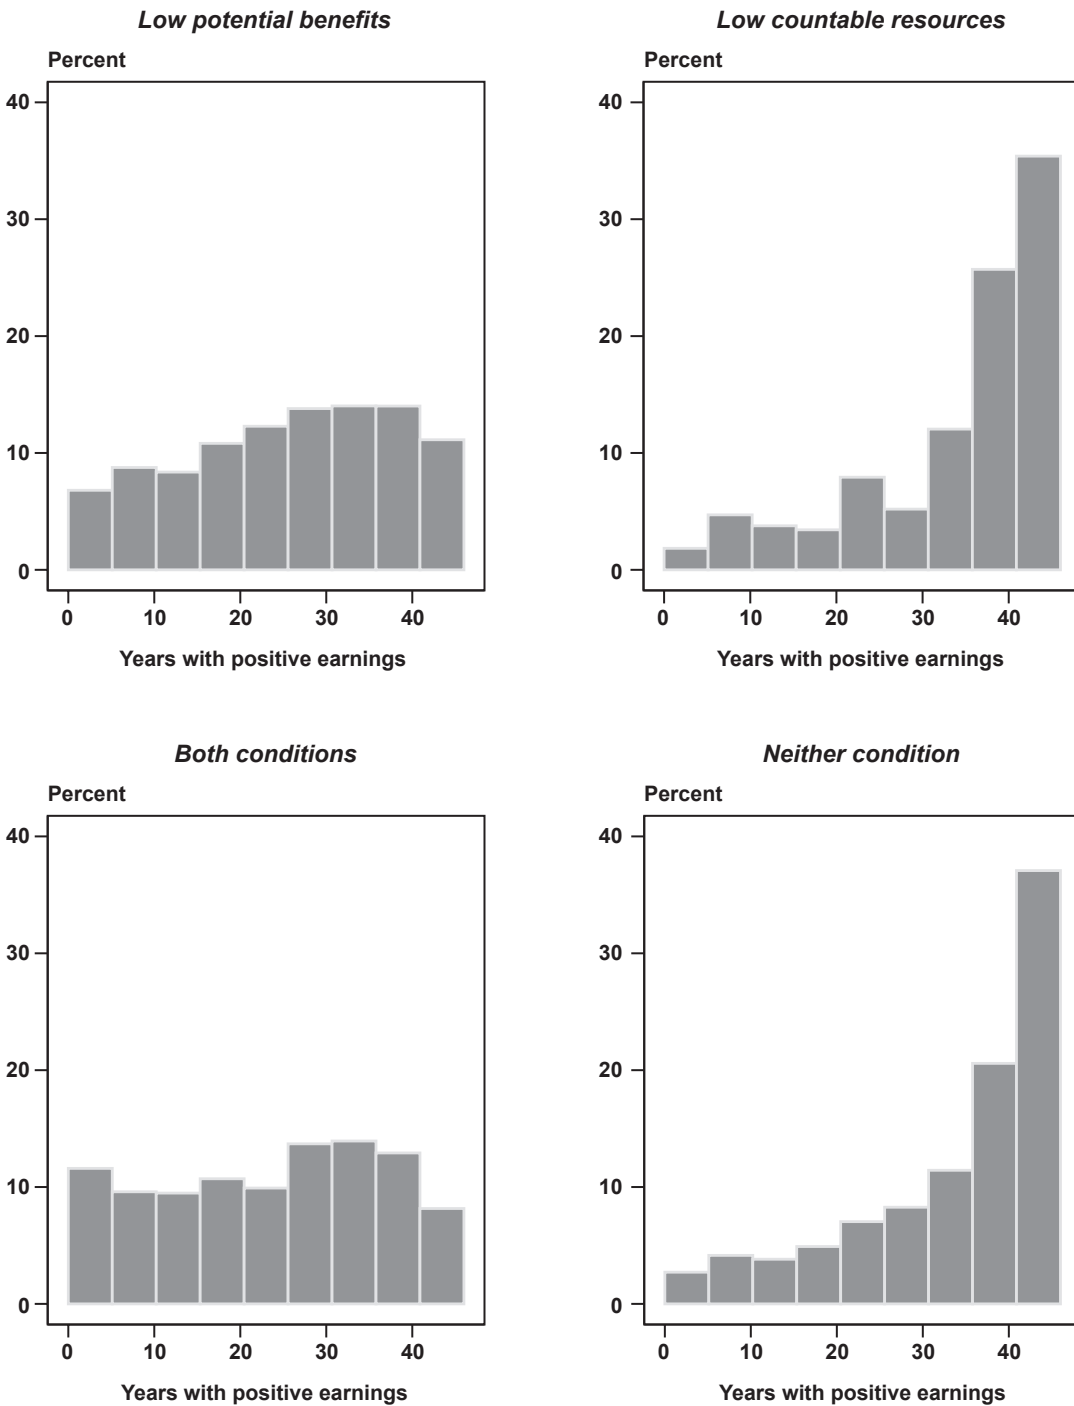 Low potential benefits
Percent
40
30
20
10
0
0 10 20 30 40
Years with positive earnings
Low countable resources
Percent
40
30
20
10
0
0 10 20 30 40
Years with positive earnings
Both conditions
Percent
40
30
20
10
0
0 10 20 30 40
Years with positive earnings
Neither condition
Percent
40
30
20
10
0
0 10 20 30 40
Years with positive earnings